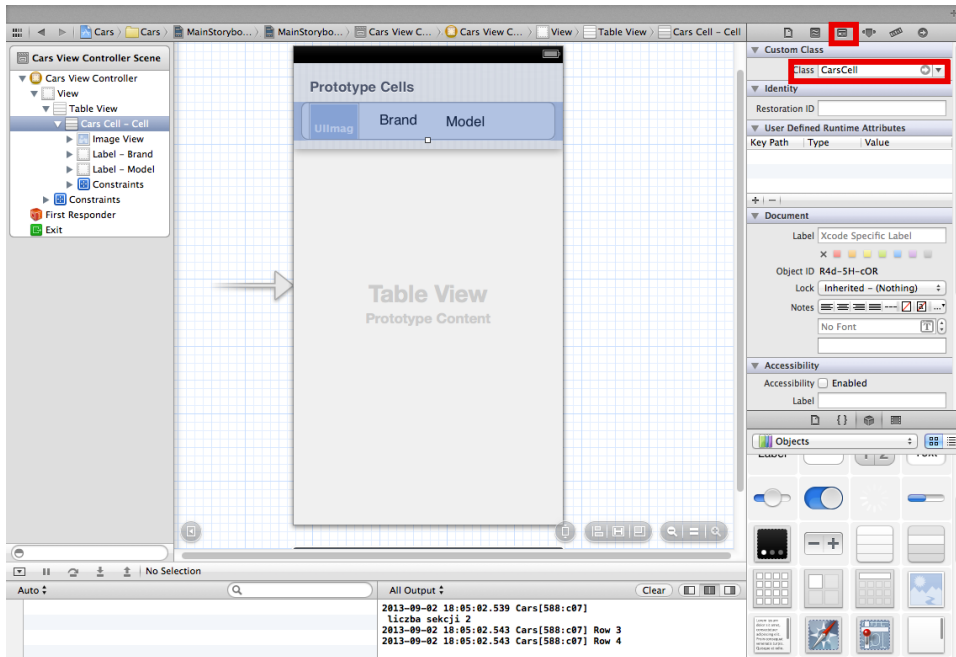 Cars
Cars
MainStorybo...
MainStorybo...
Cars View C...
Cars View C...
View
Table View
Cars Cell – Cell
Cars View Controller Scene
Cars View Controller
View
Table View
Cars Cell – Cell
Image View
Label – Brand
Label – Model
Constraints
Constraints
First Responder
Exit
Prototype Cells
UIImag
Brand
Model
Table View
Prototype Content
Custom Class
Class CarsCell
Identity
Restoration ID
User Defined Runtime Attributes
Key Path Type Value
Document
Label Xcode Specific Label
Object ID R4d-5H-cOR
Lock Inherited – (Nothing)
Notes
No Font
Accessibility
Accessibility Enabled
Label
Objects
Label
1 2
Text
No Selection
Auto
All Output
Clear
2013-09-02 18:05:02.539 Cars[588:c07]
liczba sekcji 2
2013-09-02 18:05:02.543 Cars[588:c07] Row 3
2013-09-02 18:05:02.543 Cars[588:c07] Row 4